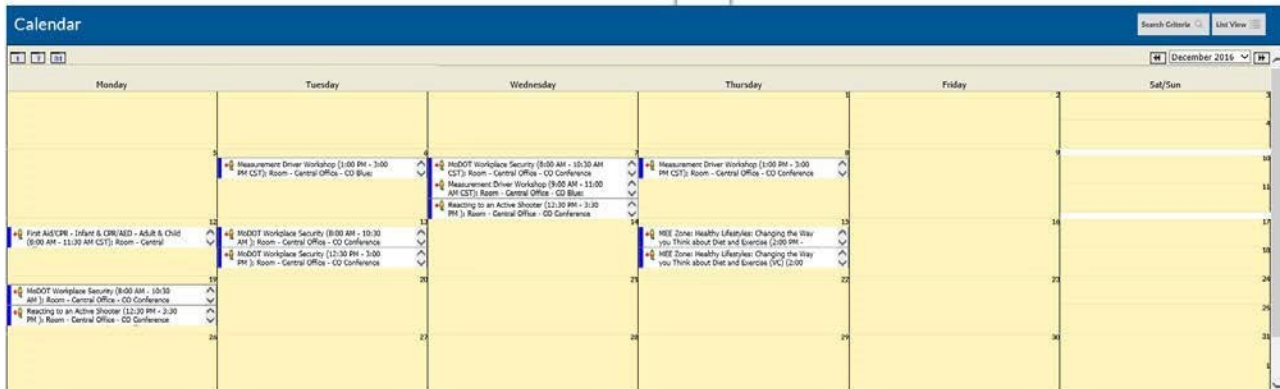 Calendar
Search Criteria
List View
1 7 31
December 2016
Monday Tuesday Wednesday Thursday Friday Sat/Sun
1 2 3
4
5 6 7 8 9 10
Measurement Driver Workshop (1:00 PM - 3:00
PM CST): Room - Central Office - CO Blue:
MoDOT Workplace Security (8:00 AM - 10:30 AM
CST): Room - Central Office - CO Conference
Measurement Driver Workshop (9:00 AM - 11:00
AM CST): Room - Central Office - CO Blue:
Reacting to an Active Shooter (12:30 PM - 3:30
PM ): Room - Central Office - CO Conference
Measurement Driver Workshop (1:00 PM - 3:00
PM CST): Room - Central Office - CO Conference
11
12 13 14 15 16 17
First Aid/CPR - Infant & CPR/AED - Adult & Child
(8:00 AM - 11:30 AM CST): Room - Central
MoDOT Workplace Security (8:00 AM - 10:30
AM ): Room - Central Office - CO Conference
MoDOT Workplace Security (12:30 PM - 3:00
PM ): Room - Central Office - CO Conference
MEE Zone: Healthy Lifestyles: Changing the Way
you Think about Diet and Exercise (2:00 PM -
MEE Zone: Healthy Lifestyles: Changing the Way
you Think about Diet and Exercise (VC) (2:00
18
19 20 21 22 23 24
MoDOT Workplace Security (8:00 AM - 10:30
AM ): Room - Central Office - CO Conference
Reacting to an Active Shooter (12:30 PM - 3:30
PM ): Room - Central Office - CO Conference
25
26 27 28 29 30 31
1